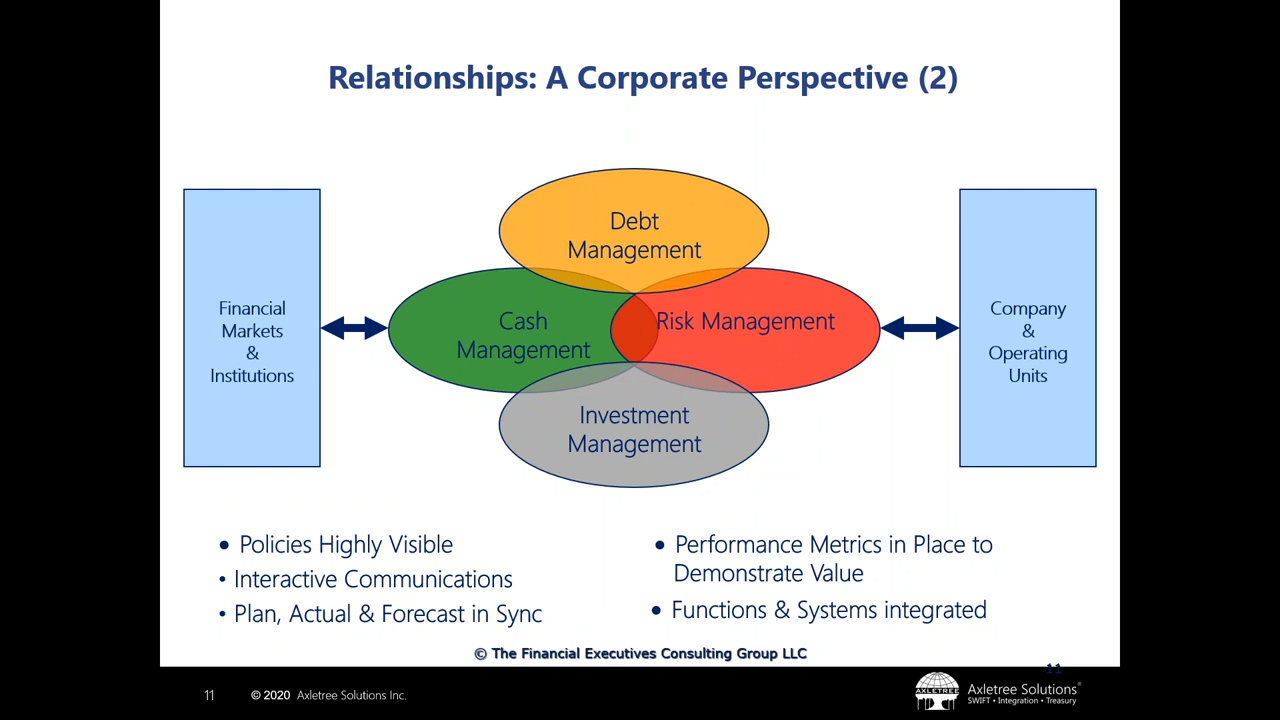 Relationships: A Corporate Perspective (2)
Debt
Management
Cash
Management
Risk Management
Investment
Management
Financial
Markets
&
Institutions
Company
&
Operating
Units
• Policies Highly Visible
• Interactive Communications
• Plan, Actual & Forecast in Sync
• Performance Metrics in Place to
Demonstrate Value
• Functions & Systems integrated
© The Financial Executives Consulting Group LLC
11
11 © 2020 Axletree Solutions Inc.
AXLETREE
Axletree Solutions®
SWIFT • Integration • Treasury